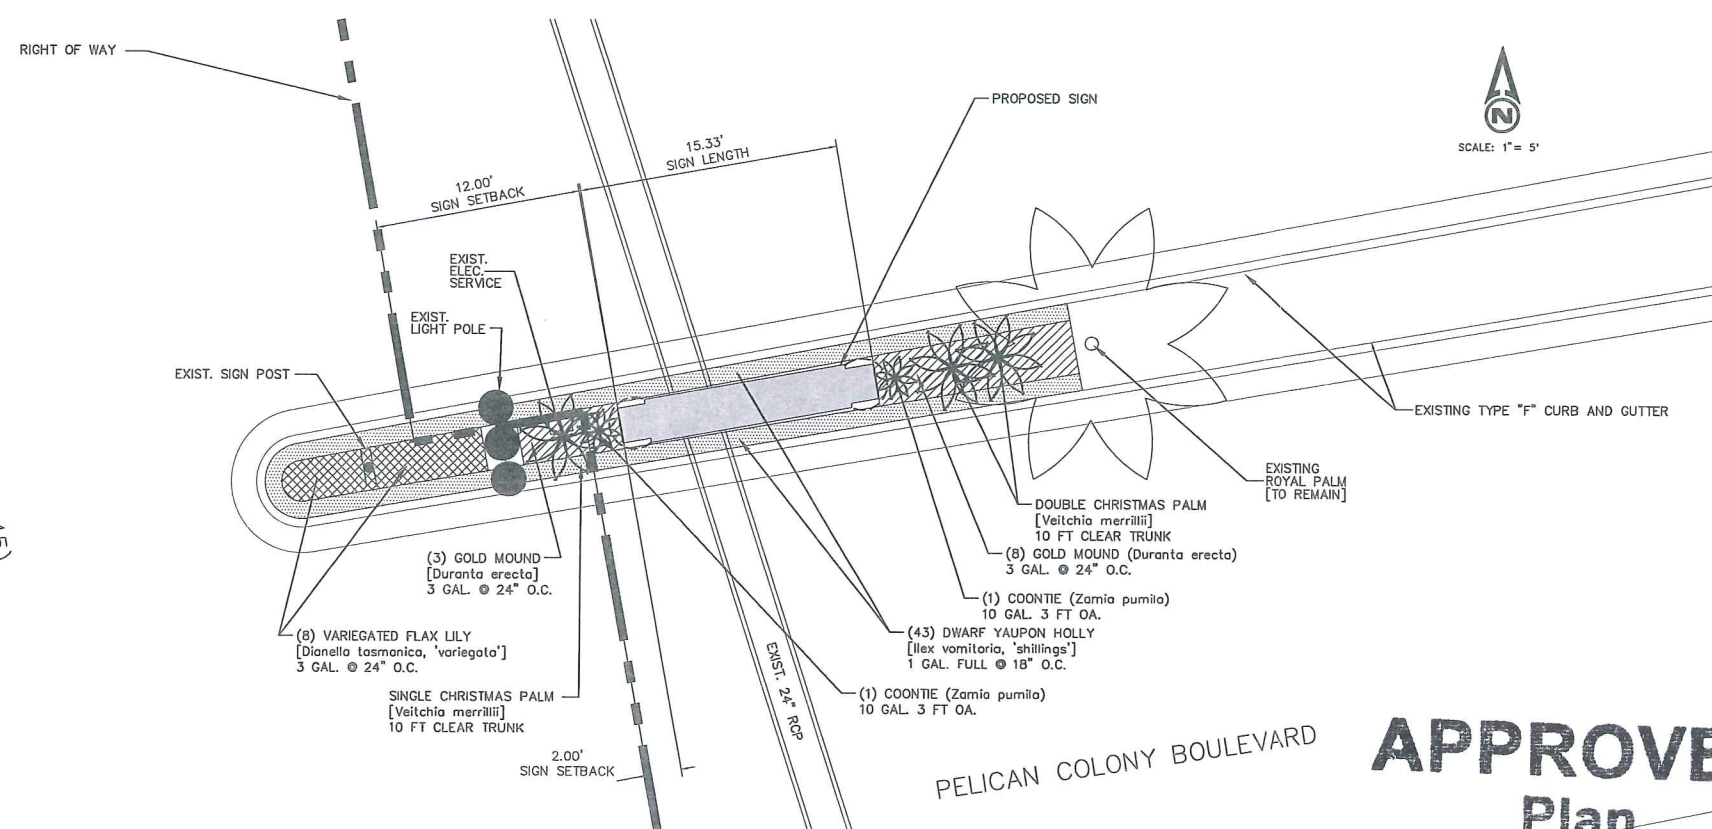 RIGHT OF WAY
PROPOSED SIGN
N
SCALE: 1"= 5'
15.33'
SIGN LENGTH
12.00'
SIGN SETBACK
EXIST.
ELEC.
SERVICE
EXIST.
LIGHT POLE
EXIST. SIGN POST
EXISTING TYPE "F" CURB AND GUTTER
EXISTING
ROYAL PALM
[TO REMAIN]
DOUBLE CHRISTMAS PALM
[Veitchia merrillii]
10 FT CLEAR TRUNK
(8) GOLD MOUND (Duranta erecta)
3 GAL. @ 24" O.C.
(1) COONTIE (Zamia pumila)
10 GAL. 3 FT OA.
(43) DWARF YAUPON HOLLY
[Ilex vomitoria, 'shillings']
1 GAL. FULL @ 18" O.C.
(1) COONTIE (Zamia pumila)
10 GAL. 3 FT OA.
(3) GOLD MOUND
[Duranta erecta]
3 GAL. @ 24" O.C.
(8) VARIEGATED FLAX LILY
[Dianella tasmanica, 'variegata']
3 GAL. @ 24" O.C.
SINGLE CHRISTMAS PALM
[Veitchia merrillii]
10 FT CLEAR TRUNK
2.00'
SIGN SETBACK
EXIST. 24" RCP
PELICAN COLONY BOULEVARD
APPROVE
Plan